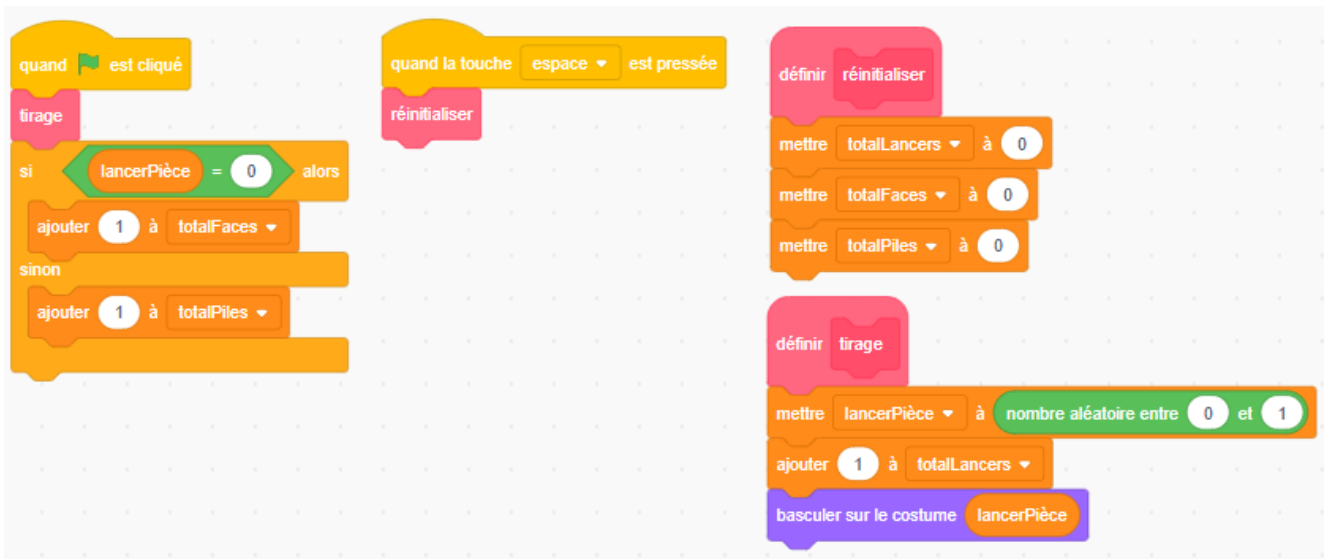 quand est cliqué
tirage
si lancerPièce = 0 alors
ajouter 1 à totalFaces
sinon
ajouter 1 à totalPiles
quand la touche espace est pressée
réinitialiser
définir réinitialiser
mettre totalLancers à 0
mettre totalFaces à 0
mettre totalPiles à 0
définir tirage
mettre lancerPièce à nombre aléatoire entre 0 et 1
ajouter 1 à totalLancers
basculer sur le costume lancerPièce